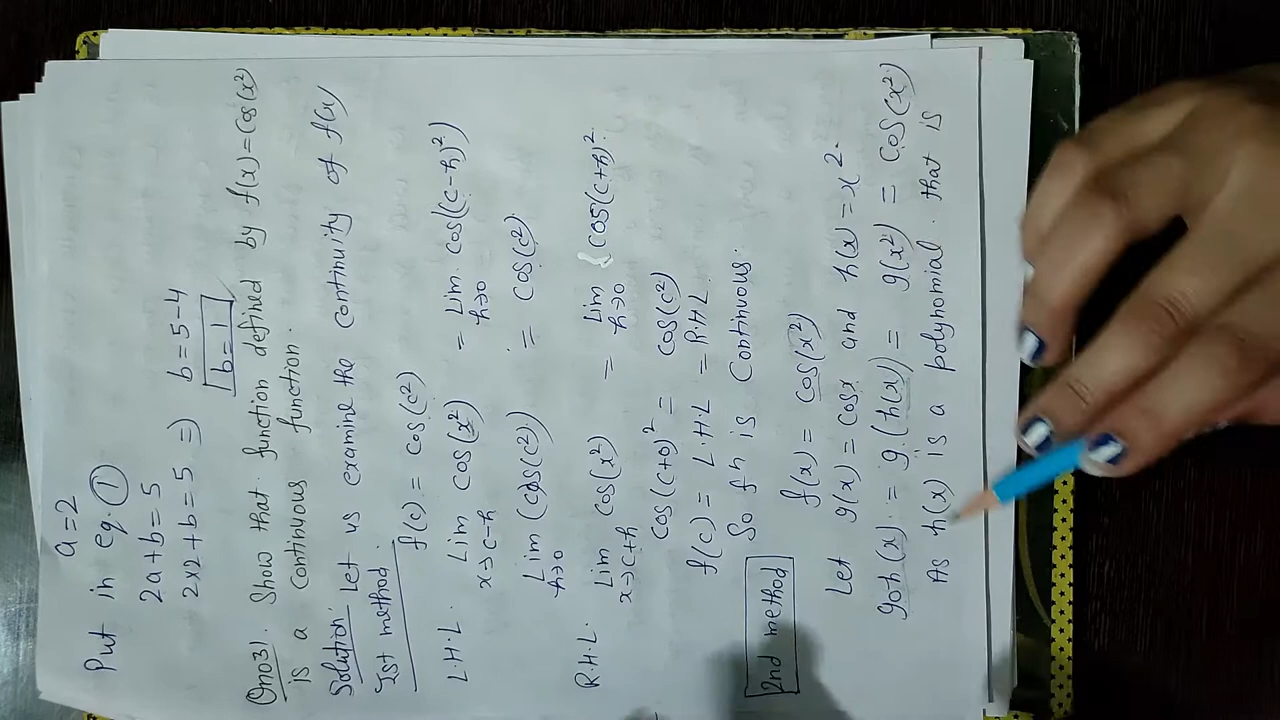 a=2
Put in eq. ①
2a+b=5
2×2+b=5 ⇒ b=5-4
b=1
Qno31. Show that function defined by f(x)=Cos(x²)
is a continuous function.
Solution: Let us examine the continuity of f(x)
Ist method.
f(c) = cos(c²)
L.H.L. Lim x→c-h cos(x²) = Lim h→0 cos((c-h)²)
Lim h→0 (cos(c²)) = cos(c²)
R.H.L. Lim x→c+h cos(x²) = Lim h→0 {cos(c+h)².
cos(c+0)² = cos(c²)
f(c) = L.H.L = R.H.L.
So fn is Continuous.
2nd method
f(x) = cos(x²)
Let g(x) = cosx and h(x) = x².
goh(x). = g.(h(x)) = g(x²) = cos(x²)
As h(x) is a polynomial. that is